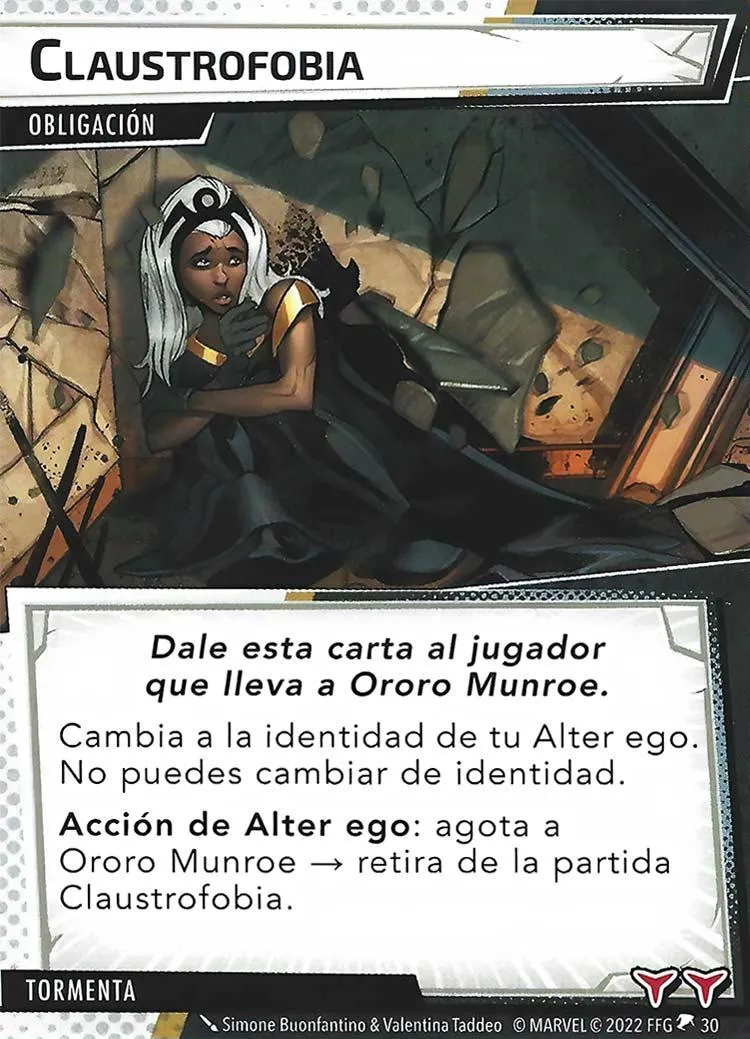 CLAUSTROFOBIA
OBLIGACIÓN
Dale esta carta al jugador
que lleva a Ororo Munroe.
Cambia a la identidad de tu Alter ego.
No puedes cambiar de identidad.
Acción de Alter ego: agota a
Ororo Munroe → retira de la partida
Claustrofobia.
TORMENTA
Simone Buonfantino & Valentina Taddeo © MARVEL © 2022 FFG 30